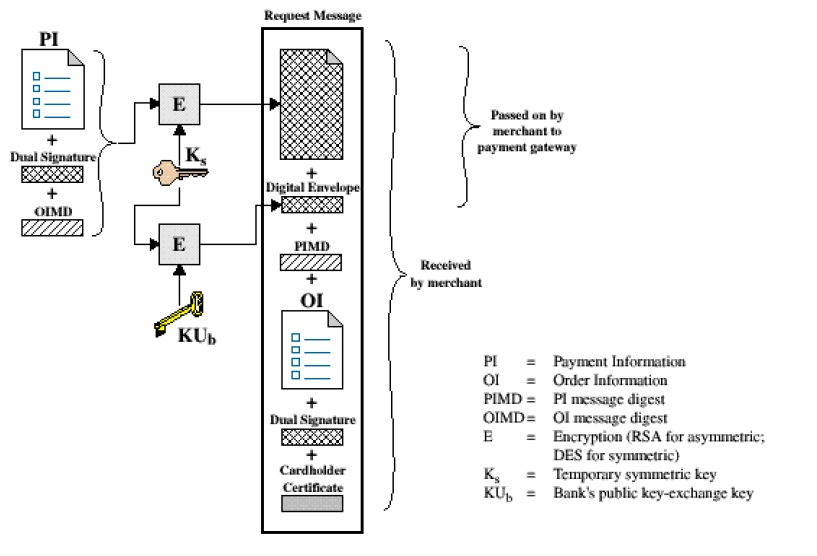 Request Message
PI
+
Dual Signature
+
OIMD
E
K_s
E
KU_b
+
Digital Envelope
+
PIMD
+
OI
+
Dual Signature
+
Cardholder
Certificate
Passed on by
merchant to
payment gateway
Received
by merchant
PI = Payment Information
OI = Order Information
PIMD = PI message digest
OIMD = OI message digest
E = Encryption (RSA for asymmetric;
DES for symmetric)
K_s = Temporary symmetric key
KU_b = Bank's public key-exchange key